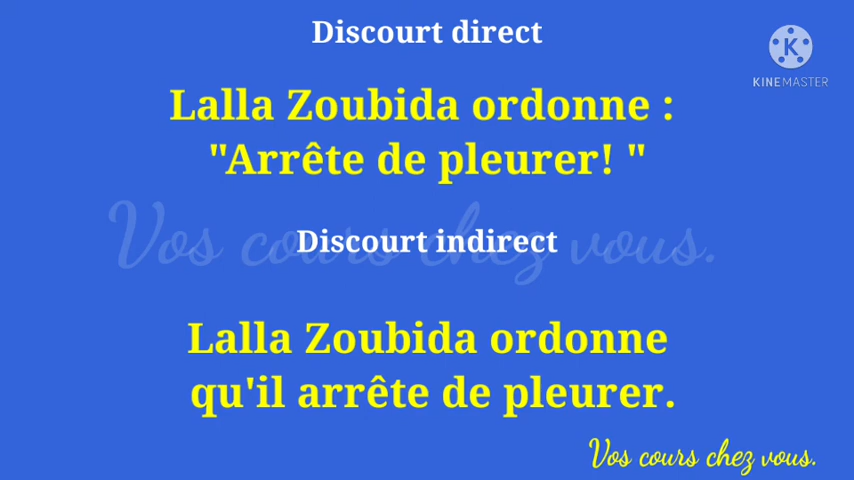 Discourt direct
K
KINEMASTER
Lalla Zoubida ordonne :
"Arrête de pleurer! "
Vos cours chez vous.
Discourt indirect
Lalla Zoubida ordonne
qu'il arrête de pleurer.
Vos cours chez vous.